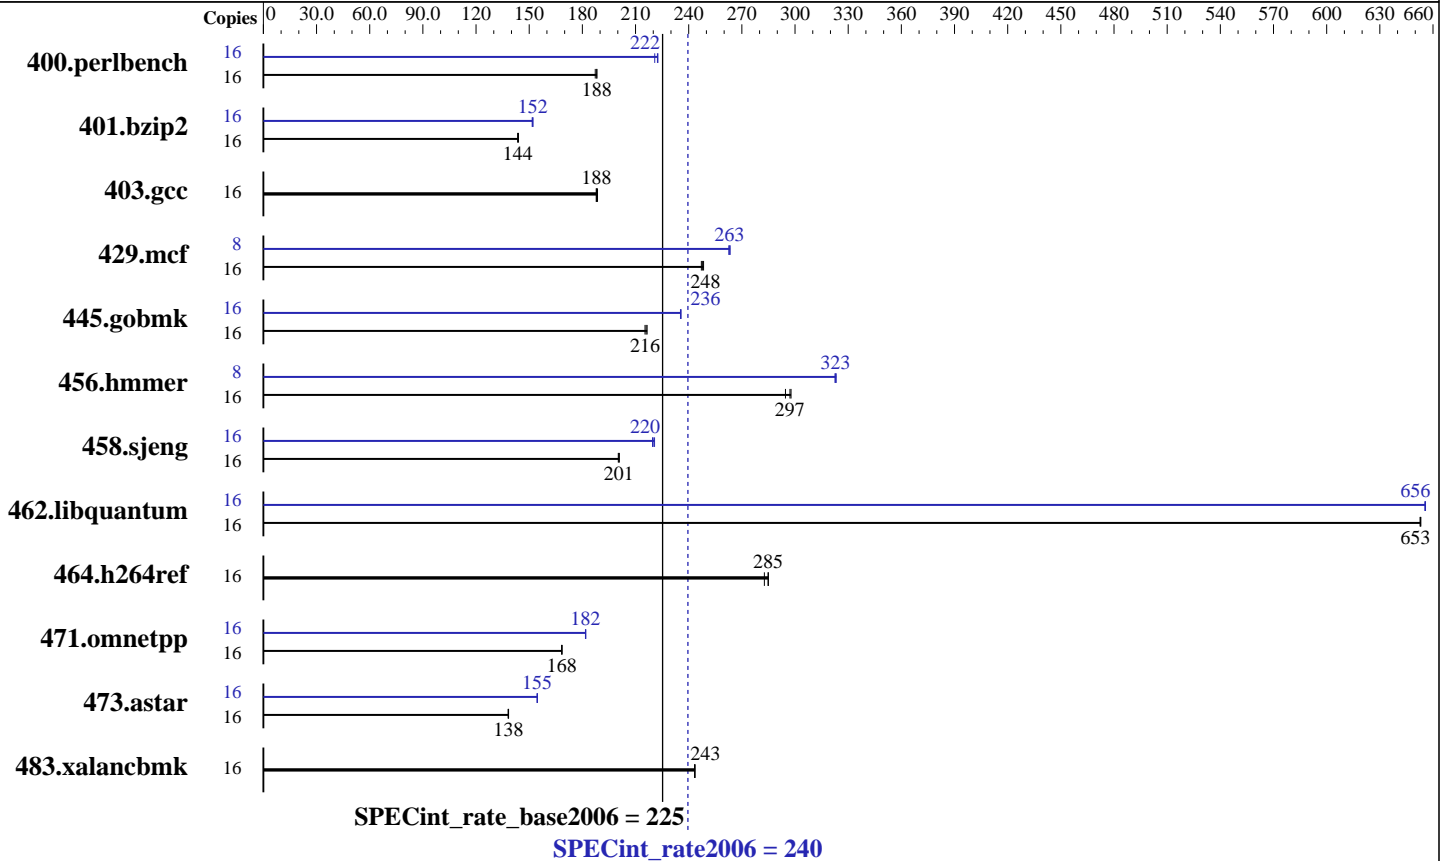 Copies 0 30.0 60.0 90.0 120 150 180 210 240 270 300 330 360 390 420 450 480 510 540 570 600 630 660
400.perlbench 16 222
16 188
401.bzip2 16 152
16 144
403.gcc 16 188
429.mcf 8 263
16 248
445.gobmk 16 236
16 216
456.hmmer 8 323
16 297
458.sjeng 16 220
16 201
462.libquantum 16 656
16 653
464.h264ref 16 285
471.omnetpp 16 182
16 168
473.astar 16 155
16 138
483.xalancbmk 16 243
SPECint_rate_base2006 = 225
SPECint_rate2006 = 240